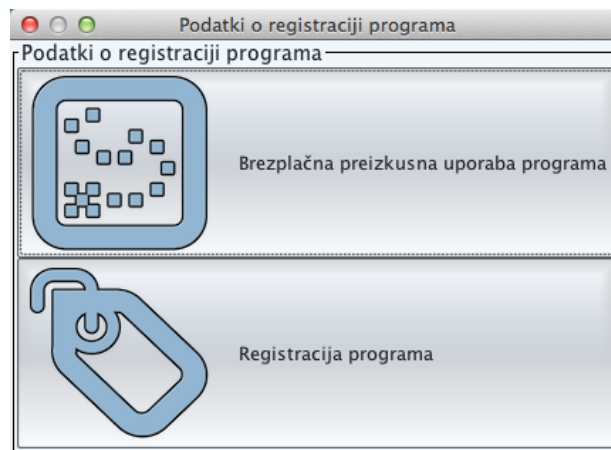 Podatki o registraciji programa
Podatki o registraciji programa
Brezplačna preizkusna uporaba programa
Registracija programa